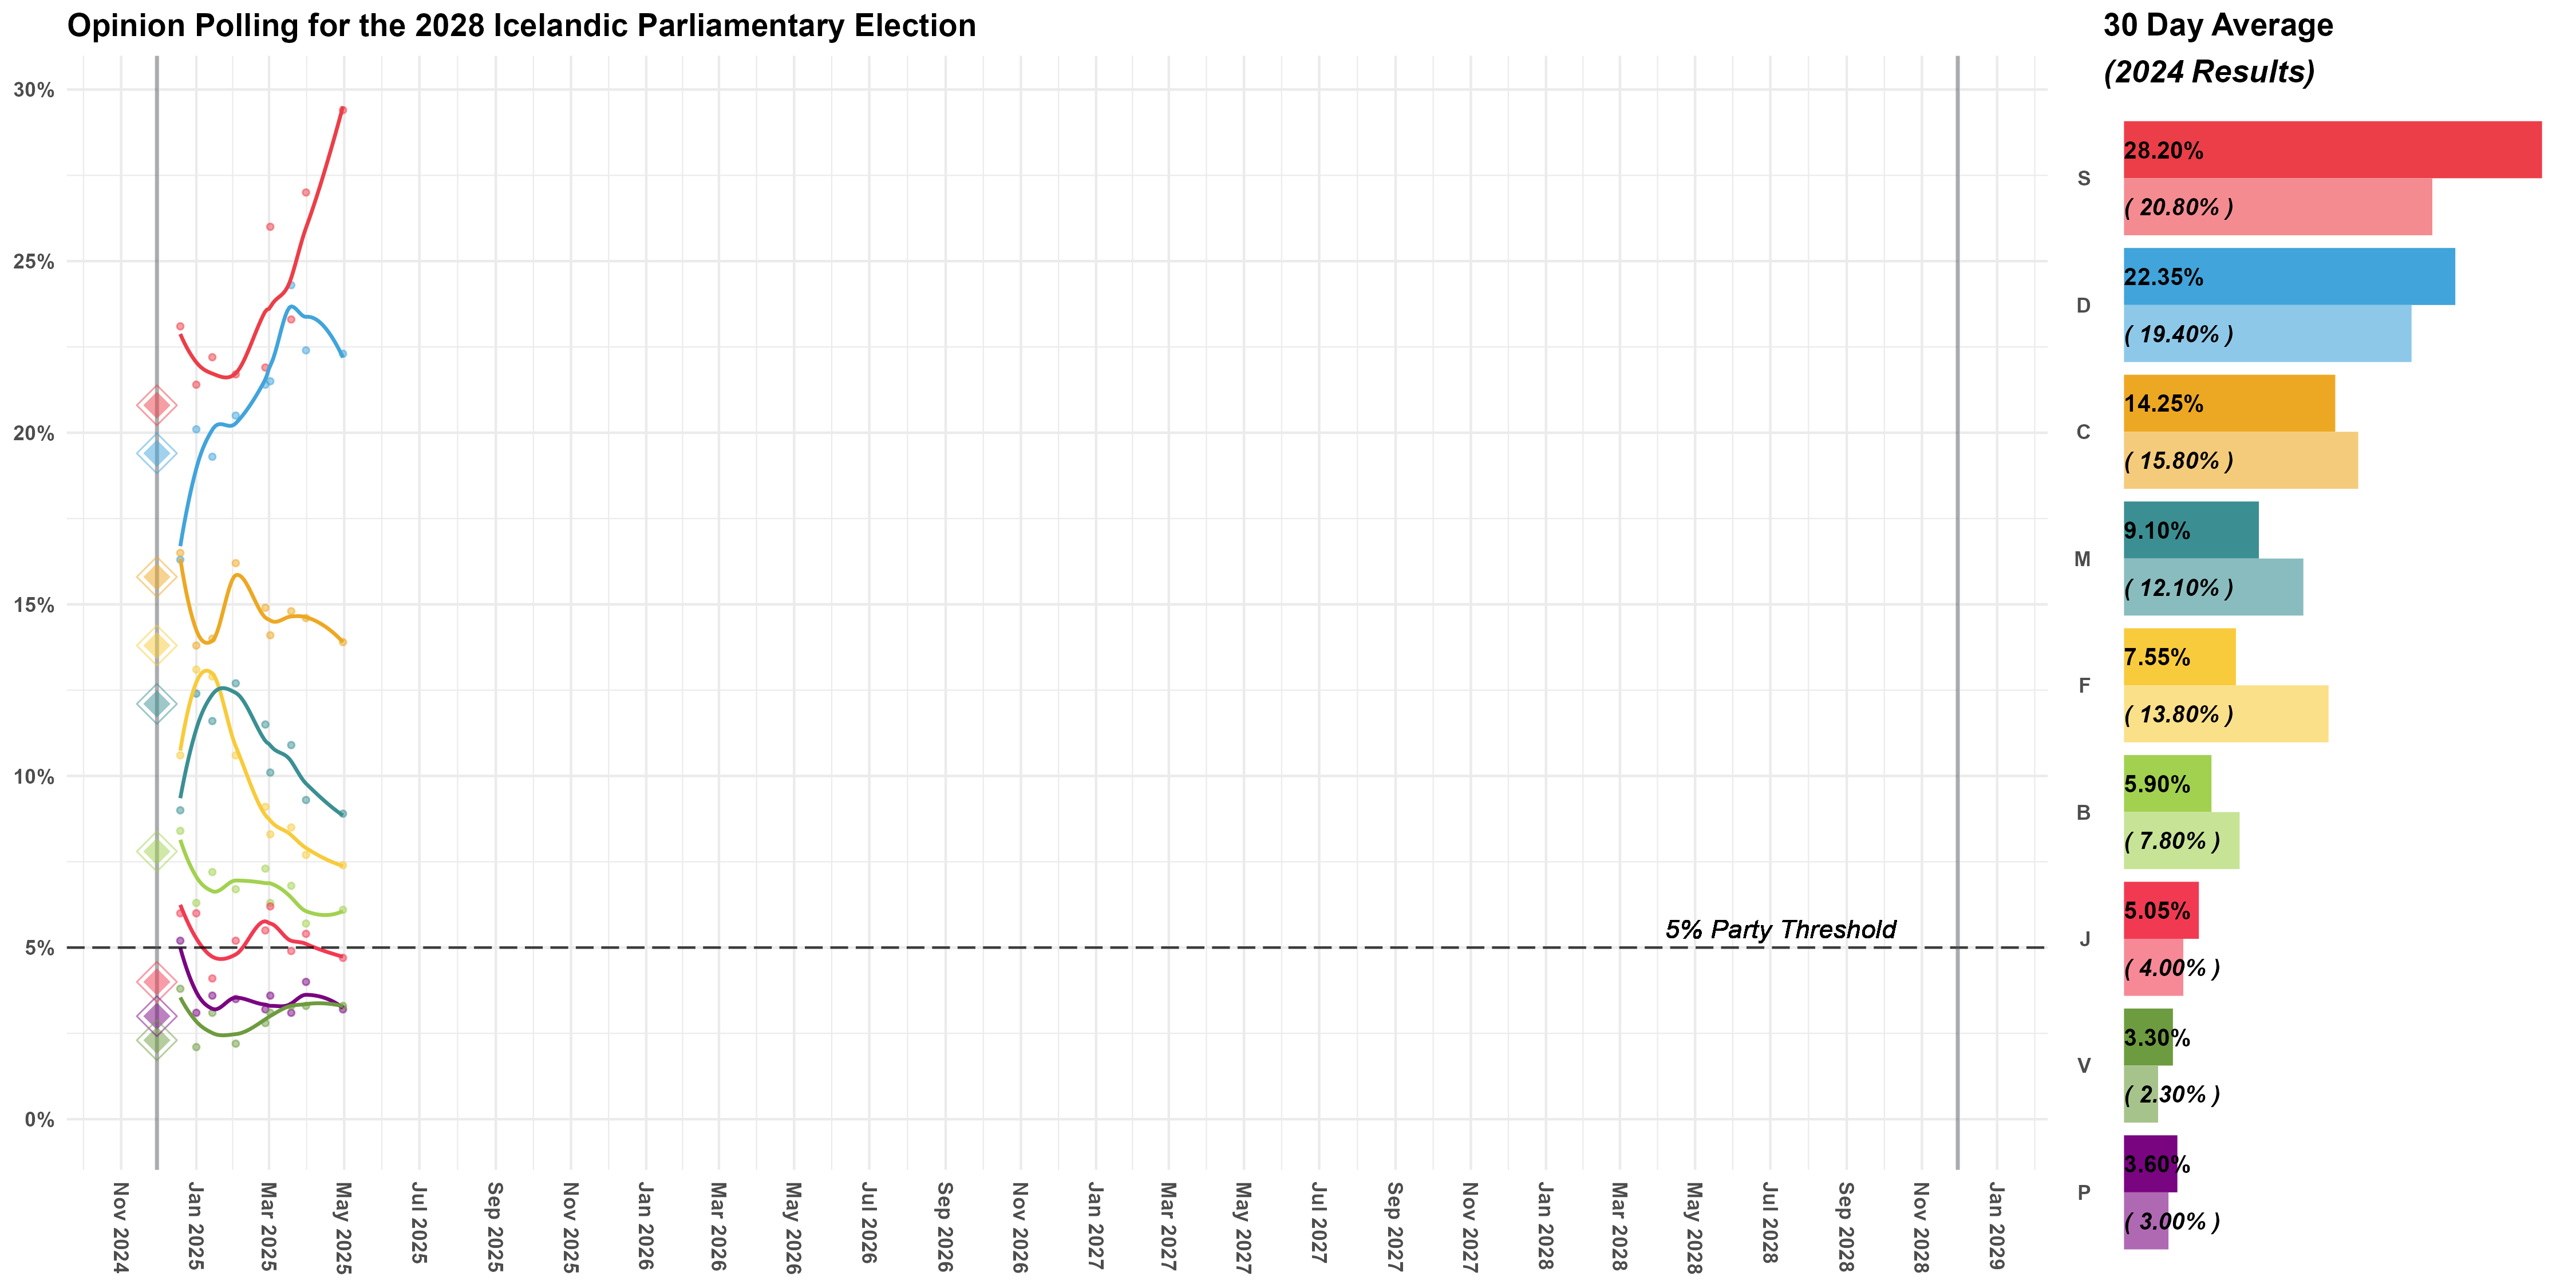 Opinion Polling for the 2028 Icelandic Parliamentary Election
30%
25%
20%
15%
10%
5%
0%
5% Party Threshold
Nov 2024
Jan 2025
Mar 2025
May 2025
Jul 2025
Sep 2025
Nov 2025
Jan 2026
Mar 2026
May 2026
Jul 2026
Sep 2026
Nov 2026
Jan 2027
Mar 2027
May 2027
Jul 2027
Sep 2027
Nov 2027
Jan 2028
Mar 2028
May 2028
Jul 2028
Sep 2028
Nov 2028
Jan 2029
30 Day Average
(2024 Results)
S
28.20%
( 20.80% )
D
22.35%
( 19.40% )
C
14.25%
( 15.80% )
M
9.10%
( 12.10% )
F
7.55%
( 13.80% )
B
5.90%
( 7.80% )
J
5.05%
( 4.00% )
V
3.30%
( 2.30% )
P
3.60%
( 3.00% )